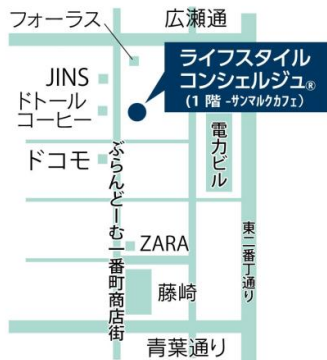 フォーラス
広瀬通
ライフスタイル
コンシェルジュ®
(1階-サンマルクカフェ)
JINS
ドトール
コーヒー
ドコモ
電力ビル
ぶらんどーむ一番町商店街
東二番丁通り
ZARA
藤崎
青葉通り